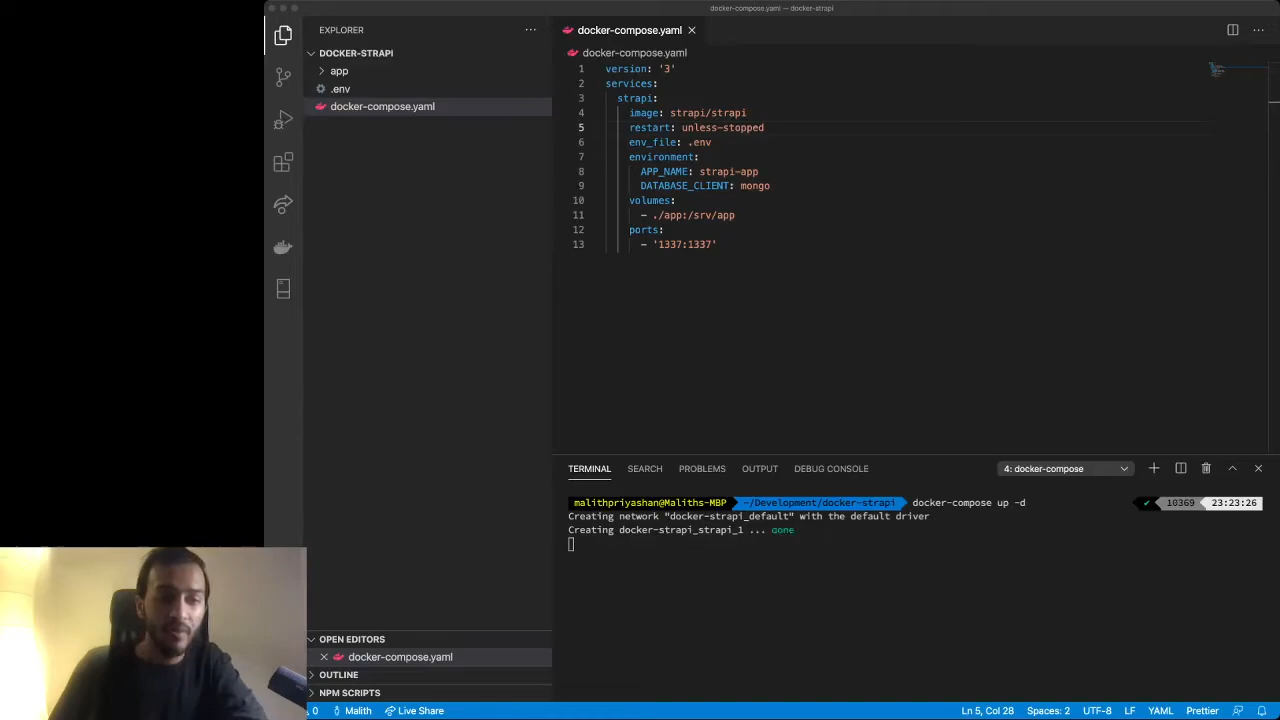 docker-compose.yaml — docker-strapi
EXPLORER
docker-compose.yaml
DOCKER-STRAPI
app
.env
docker-compose.yaml
docker-compose.yaml
1 version: '3'
2 services:
3 strapi:
4 image: strapi/strapi
5 restart: unless-stopped
6 env_file: .env
7 environment:
8 APP_NAME: strapi-app
9 DATABASE_CLIENT: mongo
10 volumes:
11 - ./app:/srv/app
12 ports:
13 - '1337:1337'
TERMINAL SEARCH PROBLEMS OUTPUT DEBUG CONSOLE 4: docker-compose
malithpriyashan@Maliths-MBP ~/Development/docker-strapi docker-compose up -d ✔ 10369 23:23:26
Creating network "docker-strapi_default" with the default driver
Creating docker-strapi_strapi_1 ... done
OPEN EDITORS
docker-compose.yaml
OUTLINE
NPM SCRIPTS
0 Malith Live Share Ln 5, Col 28 Spaces: 2 UTF-8 LF YAML Prettier